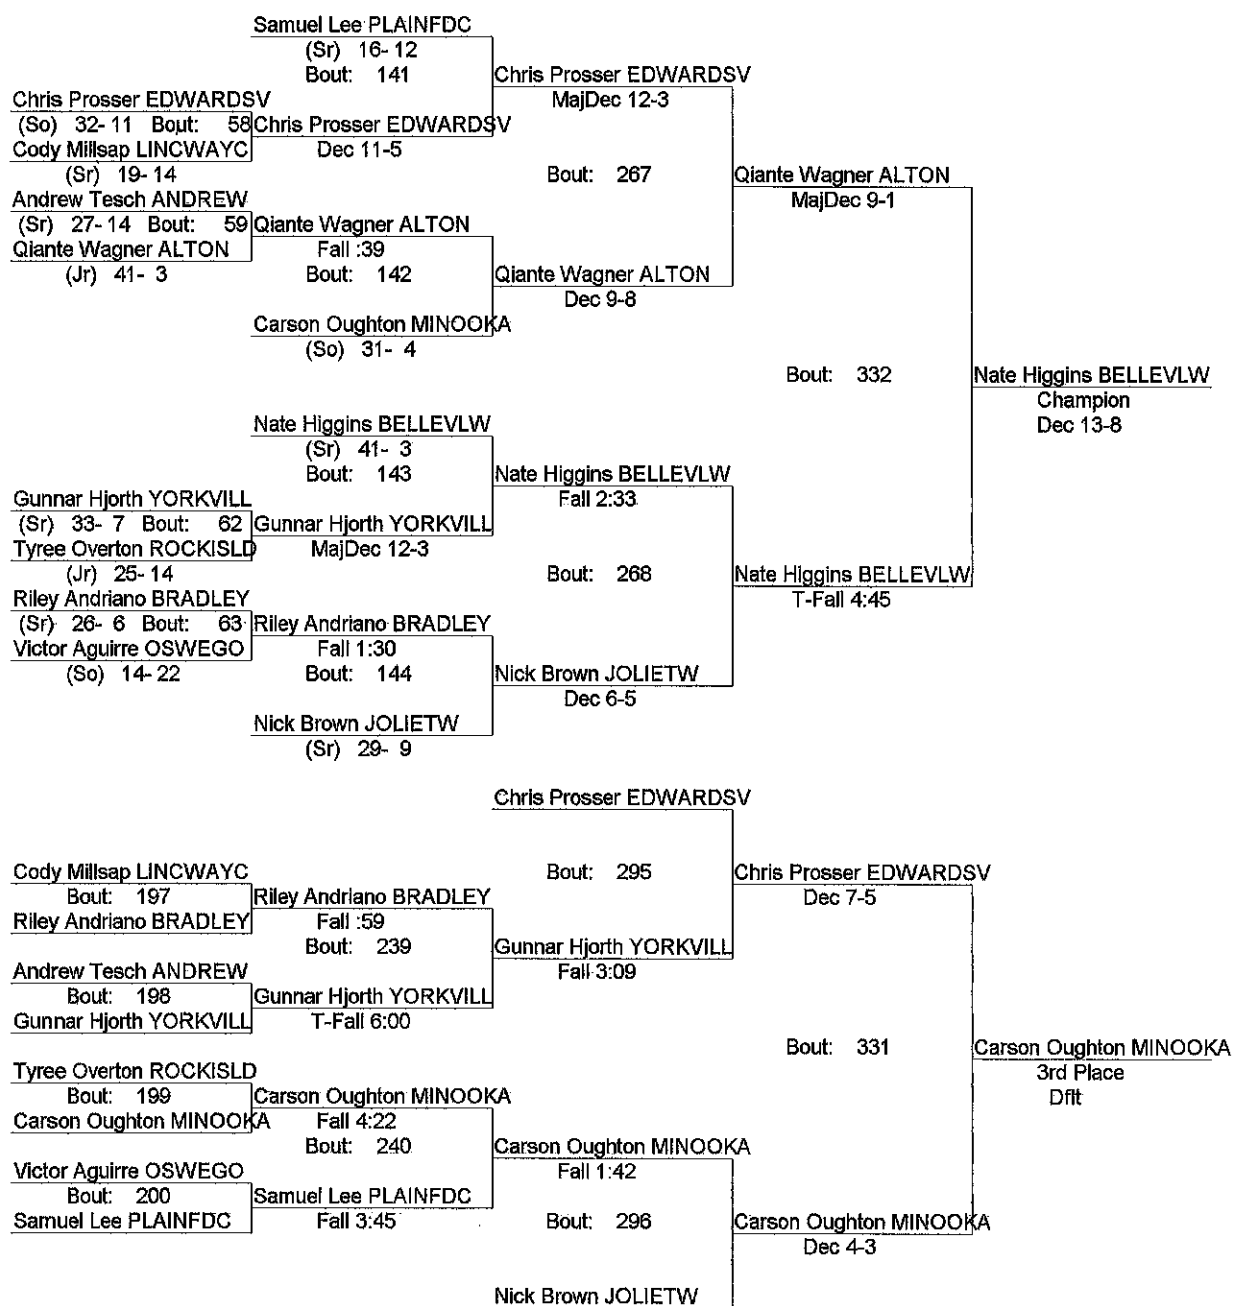 Samuel Lee PLAINFDC
(Sr) 16- 12
Bout: 141
Chris Prosser EDWARDSV
MajDec 12-3
Chris Prosser EDWARDSV
(So) 32- 11 Bout: 58
Chris Prosser EDWARDSV
Cody Millsap LINCWAYC
Dec 11-5
(Sr) 19- 14
Bout: 267
Qiante Wagner ALTON
MajDec 9-1
Andrew Tesch ANDREW
(Sr) 27- 14 Bout: 59
Qiante Wagner ALTON
Qiante Wagner ALTON
Fall :39
(Jr) 41- 3
Bout: 142
Qiante Wagner ALTON
Dec 9-8
Carson Oughton MINOOKA
(So) 31- 4
Bout: 332
Nate Higgins BELLEVLW
Champion
Dec 13-8
Nate Higgins BELLEVLW
(Sr) 41- 3
Bout: 143
Nate Higgins BELLEVLW
Fall 2:33
Gunnar Hjorth YORKVILL
(Sr) 33- 7 Bout: 62
Gunnar Hjorth YORKVILL
Tyree Overton ROCKISLD
MajDec 12-3
(Jr) 25- 14
Bout: 268
Nate Higgins BELLEVLW
T-Fall 4:45
Riley Andriano BRADLEY
(Sr) 26- 6 Bout: 63
Riley Andriano BRADLEY
Victor Aguirre OSWEGO
Fall 1:30
(So) 14- 22
Bout: 144
Nick Brown JOLIETW
Dec 6-5
Nick Brown JOLIETW
(Sr) 29- 9
Chris Prosser EDWARDSV
Bout: 295
Chris Prosser EDWARDSV
Dec 7-5
Cody Millsap LINCWAYC
Bout: 197
Riley Andriano BRADLEY
Riley Andriano BRADLEY
Fall :59
Bout: 239
Gunnar Hjorth YORKVILL
Fall 3:09
Andrew Tesch ANDREW
Bout: 198
Gunnar Hjorth YORKVILL
Gunnar Hjorth YORKVILL
T-Fall 6:00
Bout: 331
Carson Oughton MINOOKA
3rd Place
Dflt
Tyree Overton ROCKISLD
Bout: 199
Carson Oughton MINOOKA
Carson Oughton MINOOKA
Fall 4:22
Bout: 240
Carson Oughton MINOOKA
Fall 1:42
Victor Aguirre OSWEGO
Bout: 200
Samuel Lee PLAINFDC
Samuel Lee PLAINFDC
Fall 3:45
Bout: 296
Carson Oughton MINOOKA
Dec 4-3
Nick Brown JOLIETW